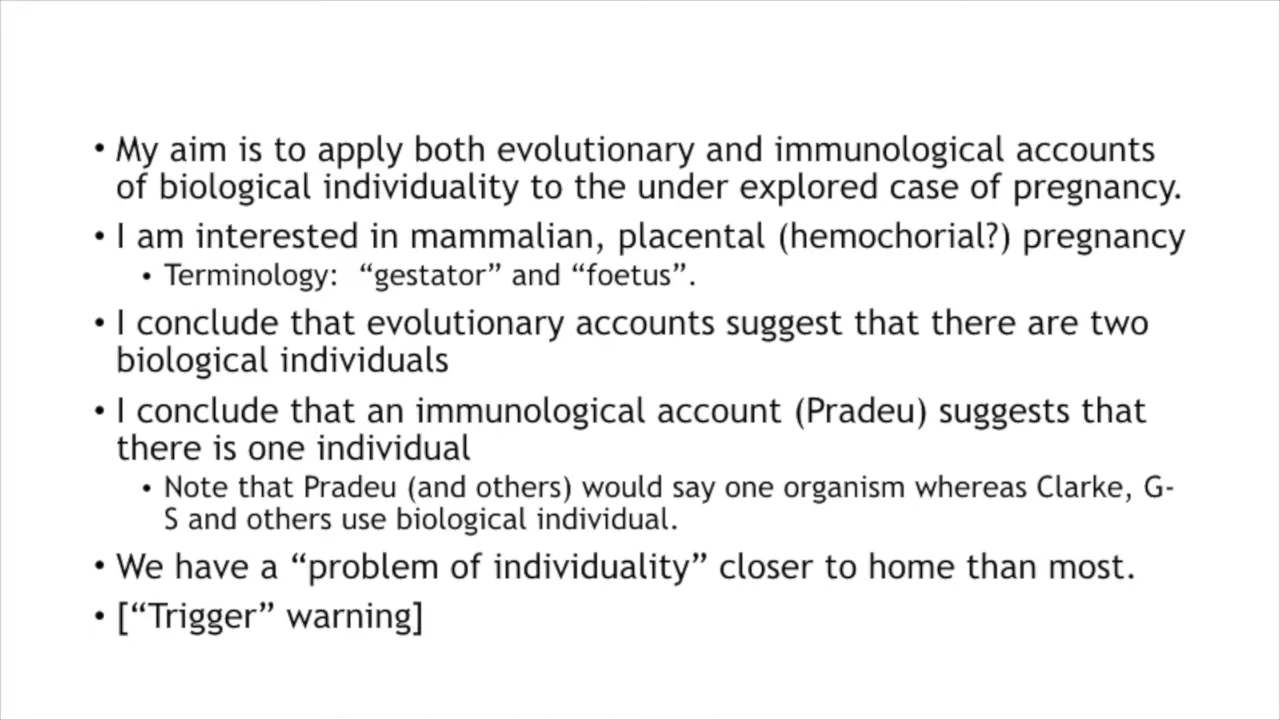 • My aim is to apply both evolutionary and immunological accounts
of biological individuality to the under explored case of pregnancy.
• I am interested in mammalian, placental (hemochorial?) pregnancy
• Terminology: “gestator” and “foetus”.
• I conclude that evolutionary accounts suggest that there are two
biological individuals
• I conclude that an immunological account (Pradeu) suggests that
there is one individual
• Note that Pradeu (and others) would say one organism whereas Clarke, G-
S and others use biological individual.
• We have a “problem of individuality” closer to home than most.
• [“Trigger” warning]